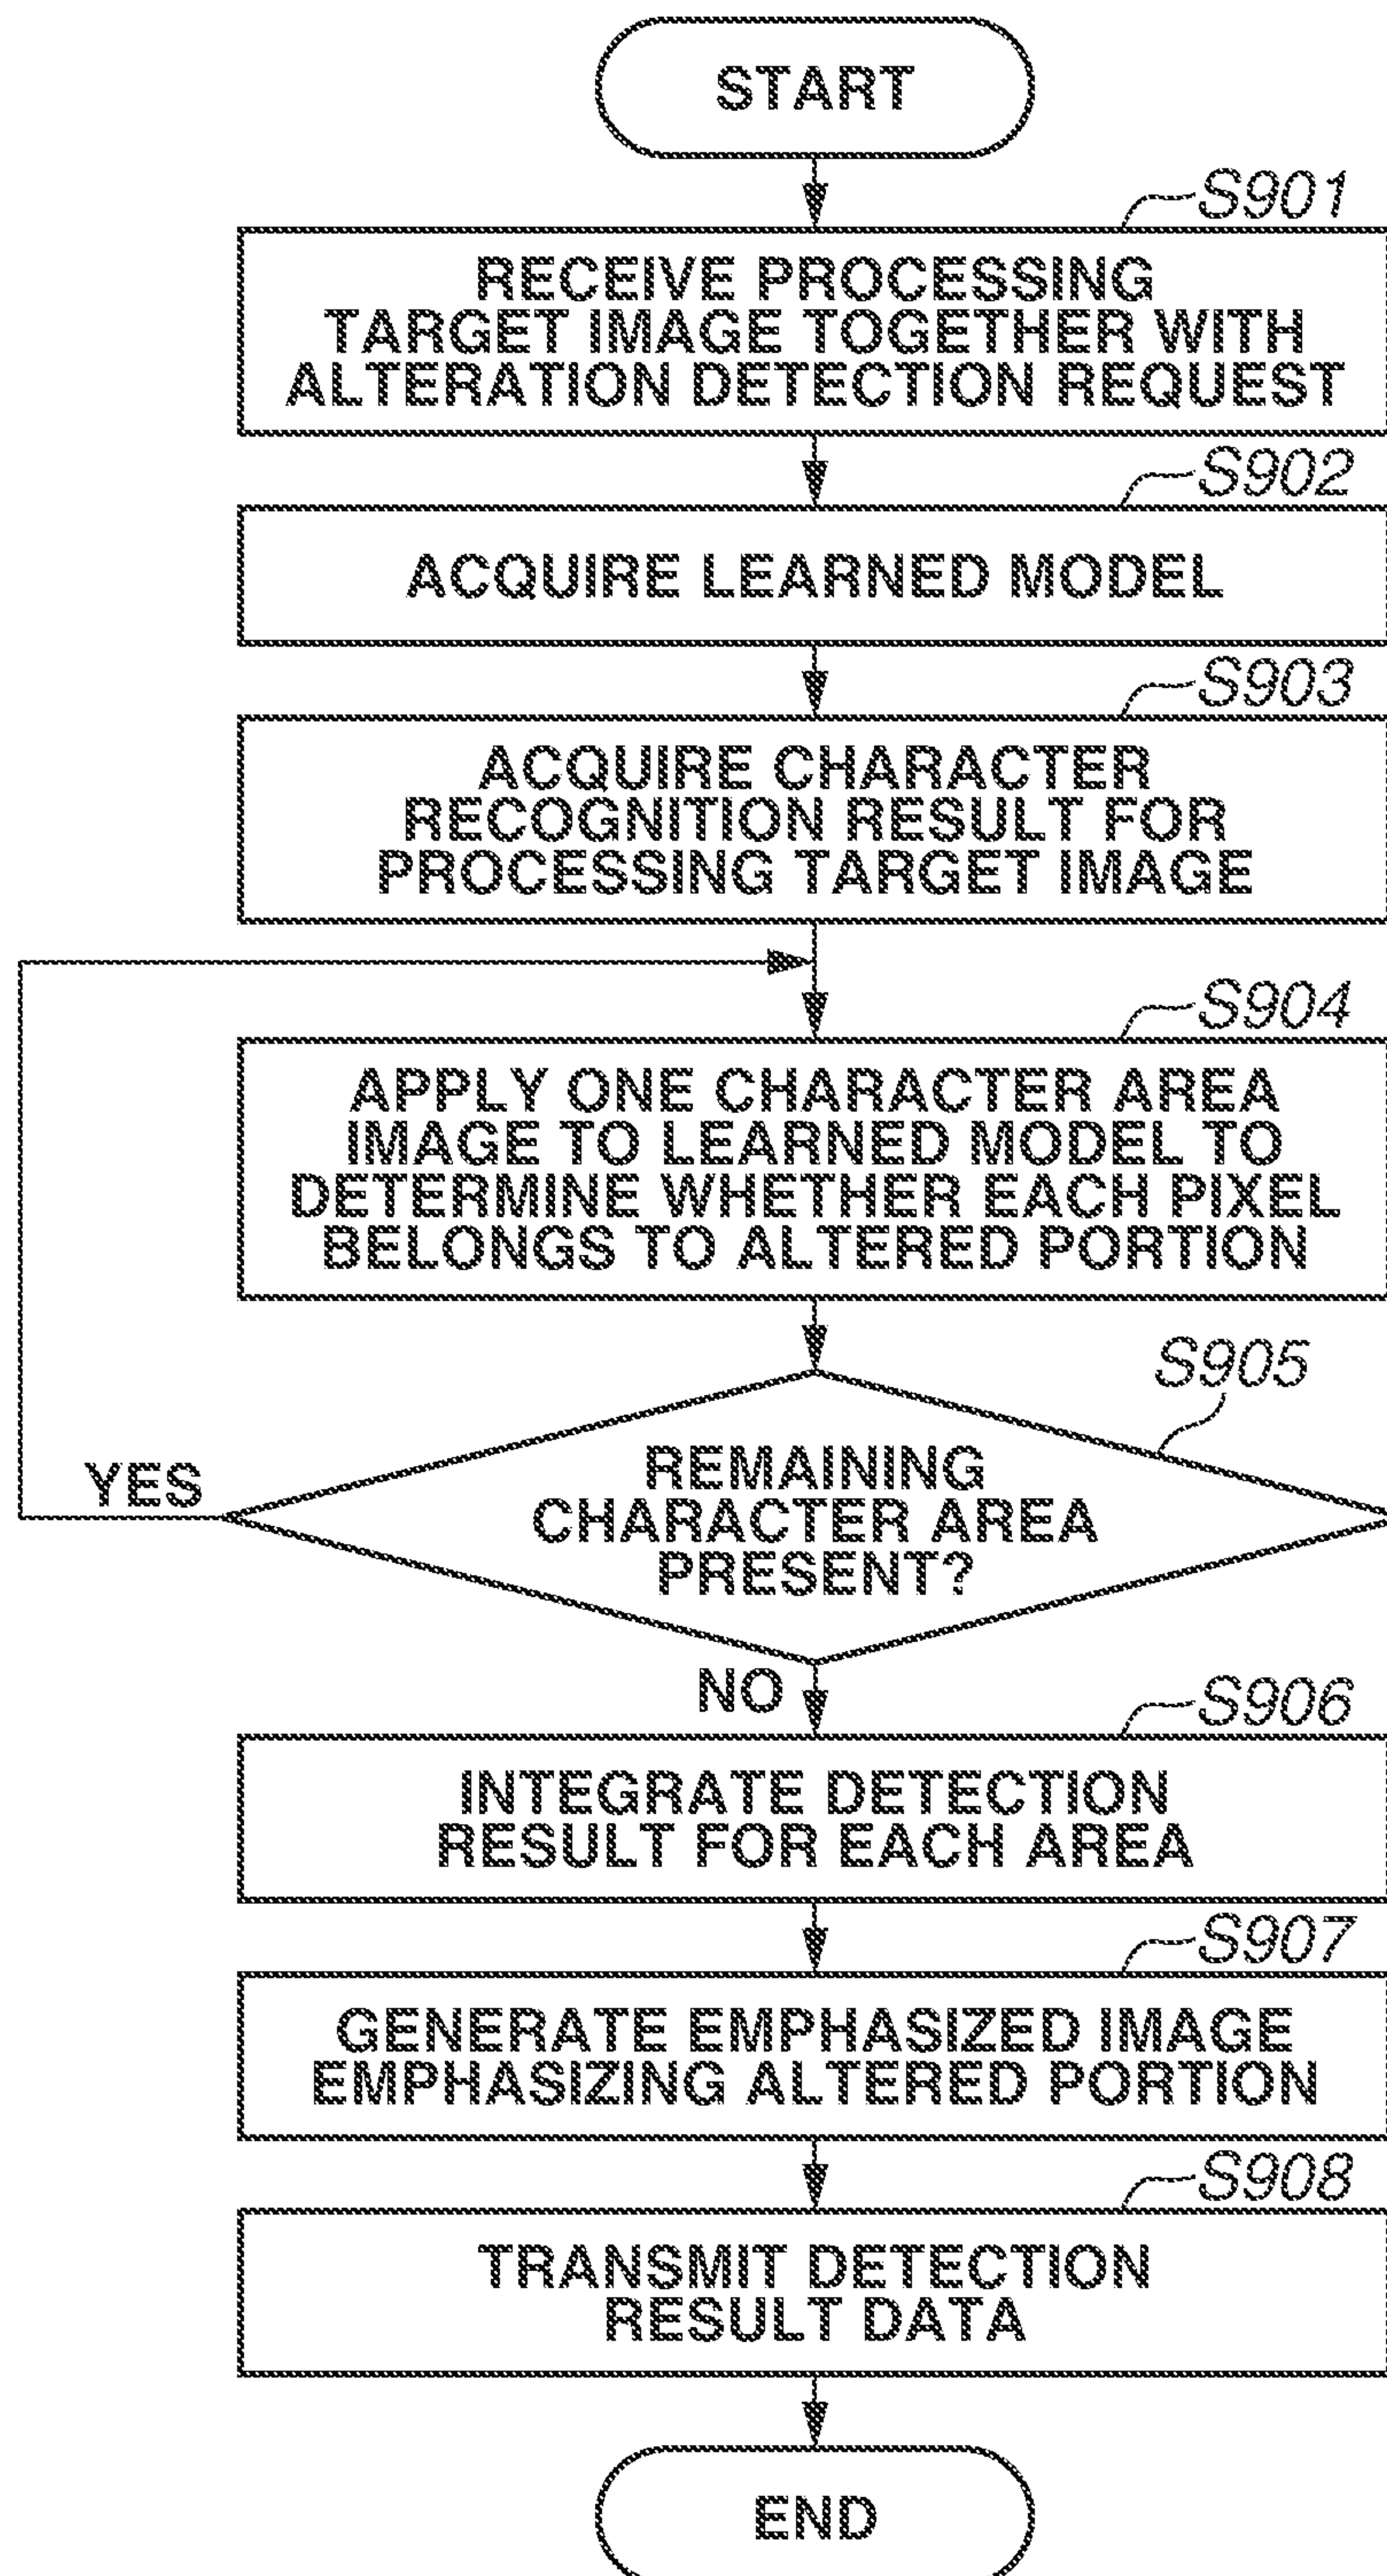 START
S901
RECEIVE PROCESSING
TARGET IMAGE TOGETHER WITH
ALTERATION DETECTION REQUEST
S902
ACQUIRE LEARNED MODEL
S903
ACQUIRE CHARACTER
RECOGNITION RESULT FOR
PROCESSING TARGET IMAGE
S904
APPLY ONE CHARACTER AREA
IMAGE TO LEARNED MODEL TO
DETERMINE WHETHER EACH PIXEL
BELONGS TO ALTERED PORTION
S905
YES
REMAINING
CHARACTER AREA
PRESENT?
NO
S906
INTEGRATE DETECTION
RESULT FOR EACH AREA
S907
GENERATE EMPHASIZED IMAGE
EMPHASIZING ALTERED PORTION
S908
TRANSMIT DETECTION
RESULT DATA
END